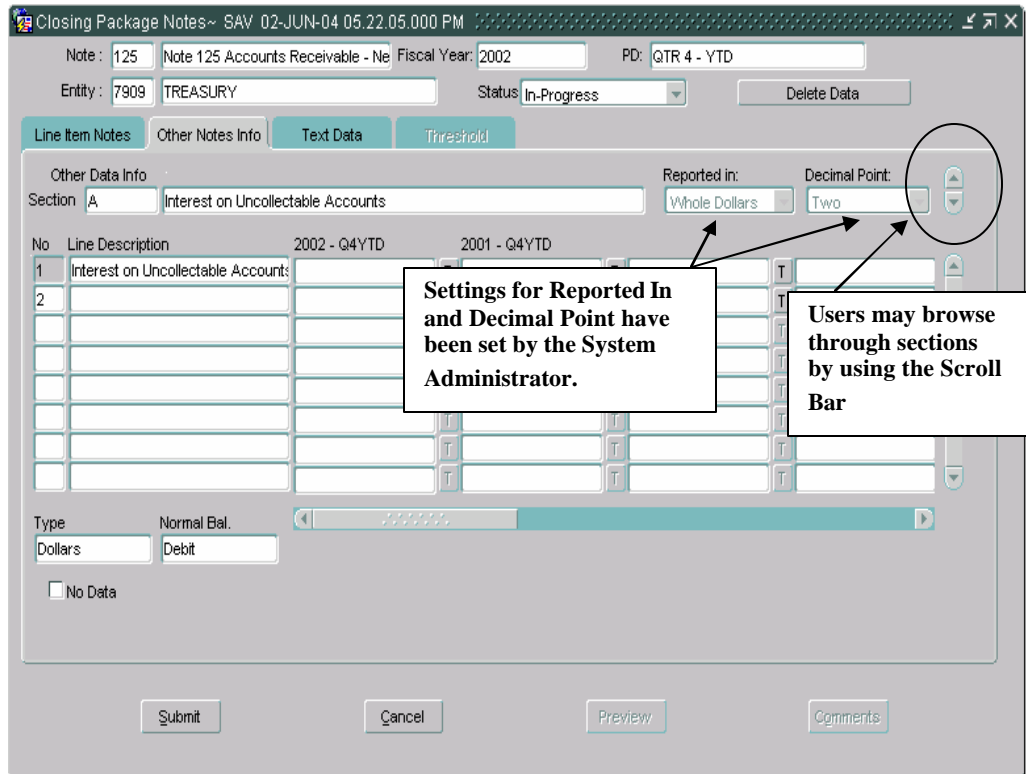 Closing Package Notes~ SAV 02-JUN-04 05.22.05.000 PM
Note : 125 Note 125 Accounts Receivable - Ne Fiscal Year: 2002 PD: QTR 4 - YTD
Entity : 7909 TREASURY Status In-Progress Delete Data
Line Item Notes Other Notes Info Text Data Threshold
Other Data Info Reported in: Decimal Point:
Section A Interest on Uncollectable Accounts Whole Dollars Two
No Line Description 2002 - Q4YTD 2001 - Q4YTD
1 Interest on Uncollectable Accounts T
2 T
Settings for Reported In
and Decimal Point have
been set by the System
Administrator.
Users may browse
through sections
by using the Scroll
Bar
T
T
T T T
T T T
T T T
Type Normal Bal.
Dollars Debit
No Data
Submit Cancel Preview Comments